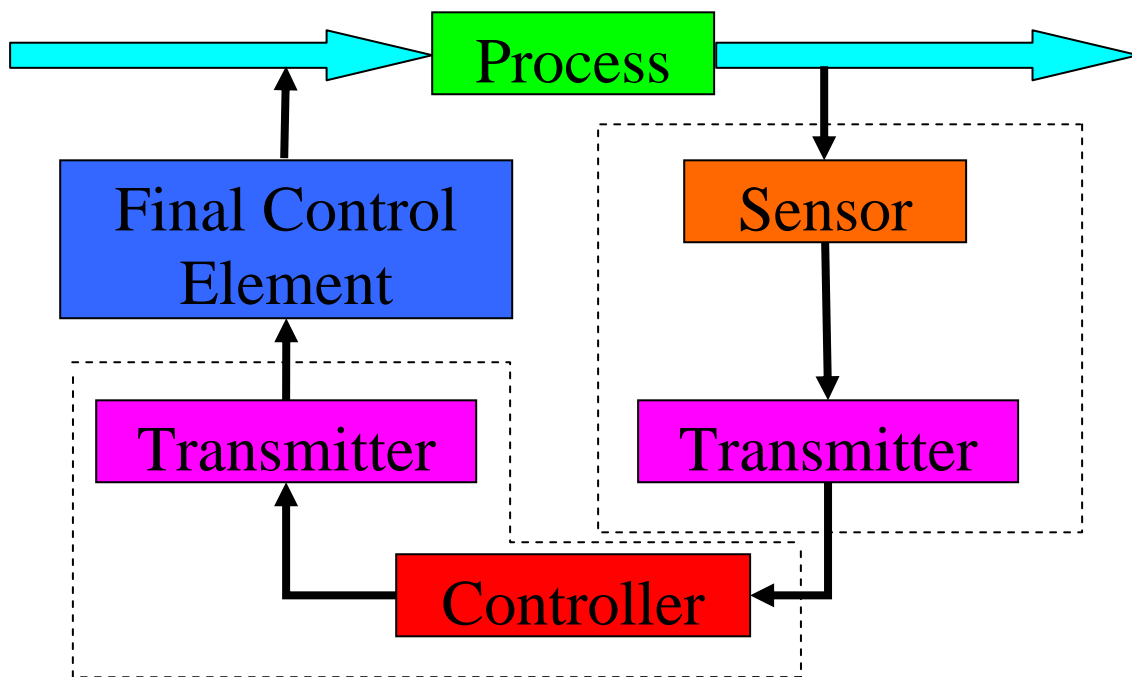 Process
Final Control
Element
Sensor
Transmitter
Transmitter
Controller